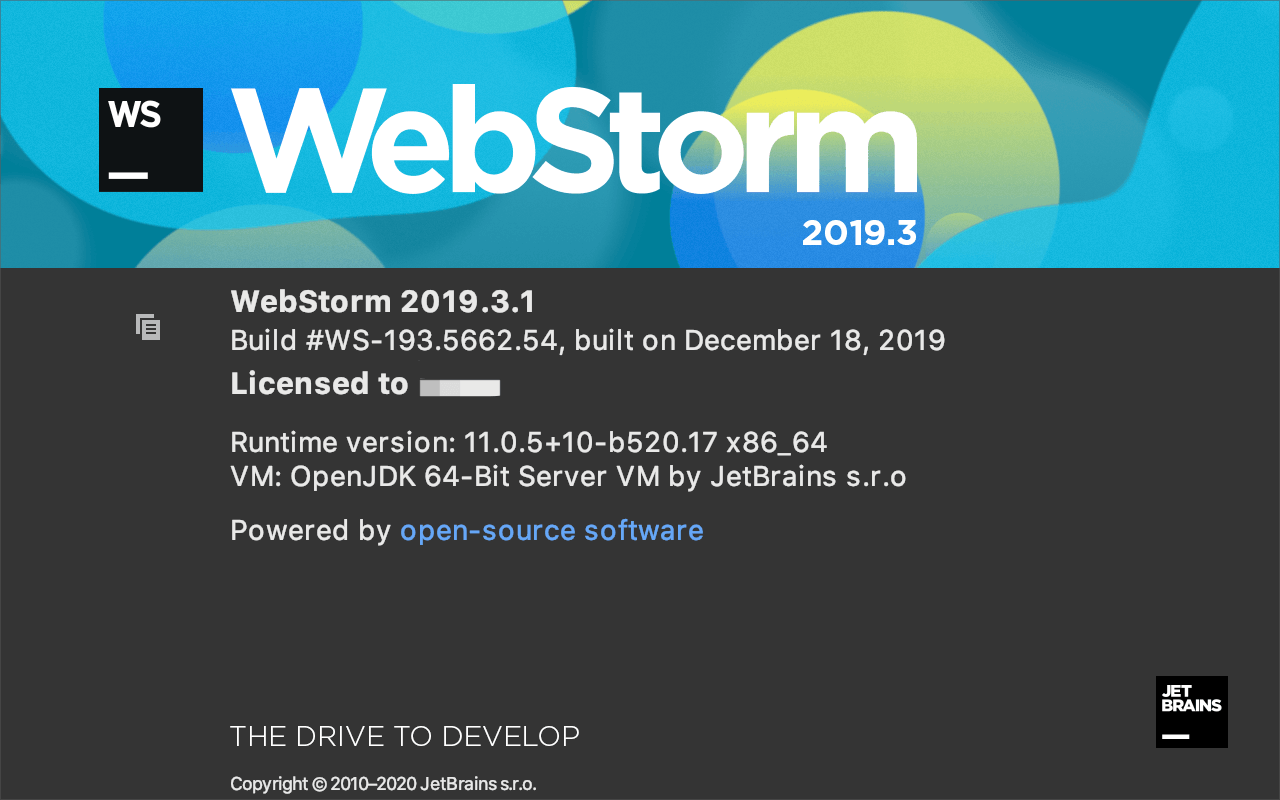 WS
WebStorm
2019.3
WebStorm 2019.3.1
Build #WS-193.5662.54, built on December 18, 2019
Licensed to
Runtime version: 11.0.5+10-b520.17 x86_64
VM: OpenJDK 64-Bit Server VM by JetBrains s.r.o
Powered by open-source software
JET
BRAINS
THE DRIVE TO DEVELOP
Copyright © 2010–2020 JetBrains s.r.o.